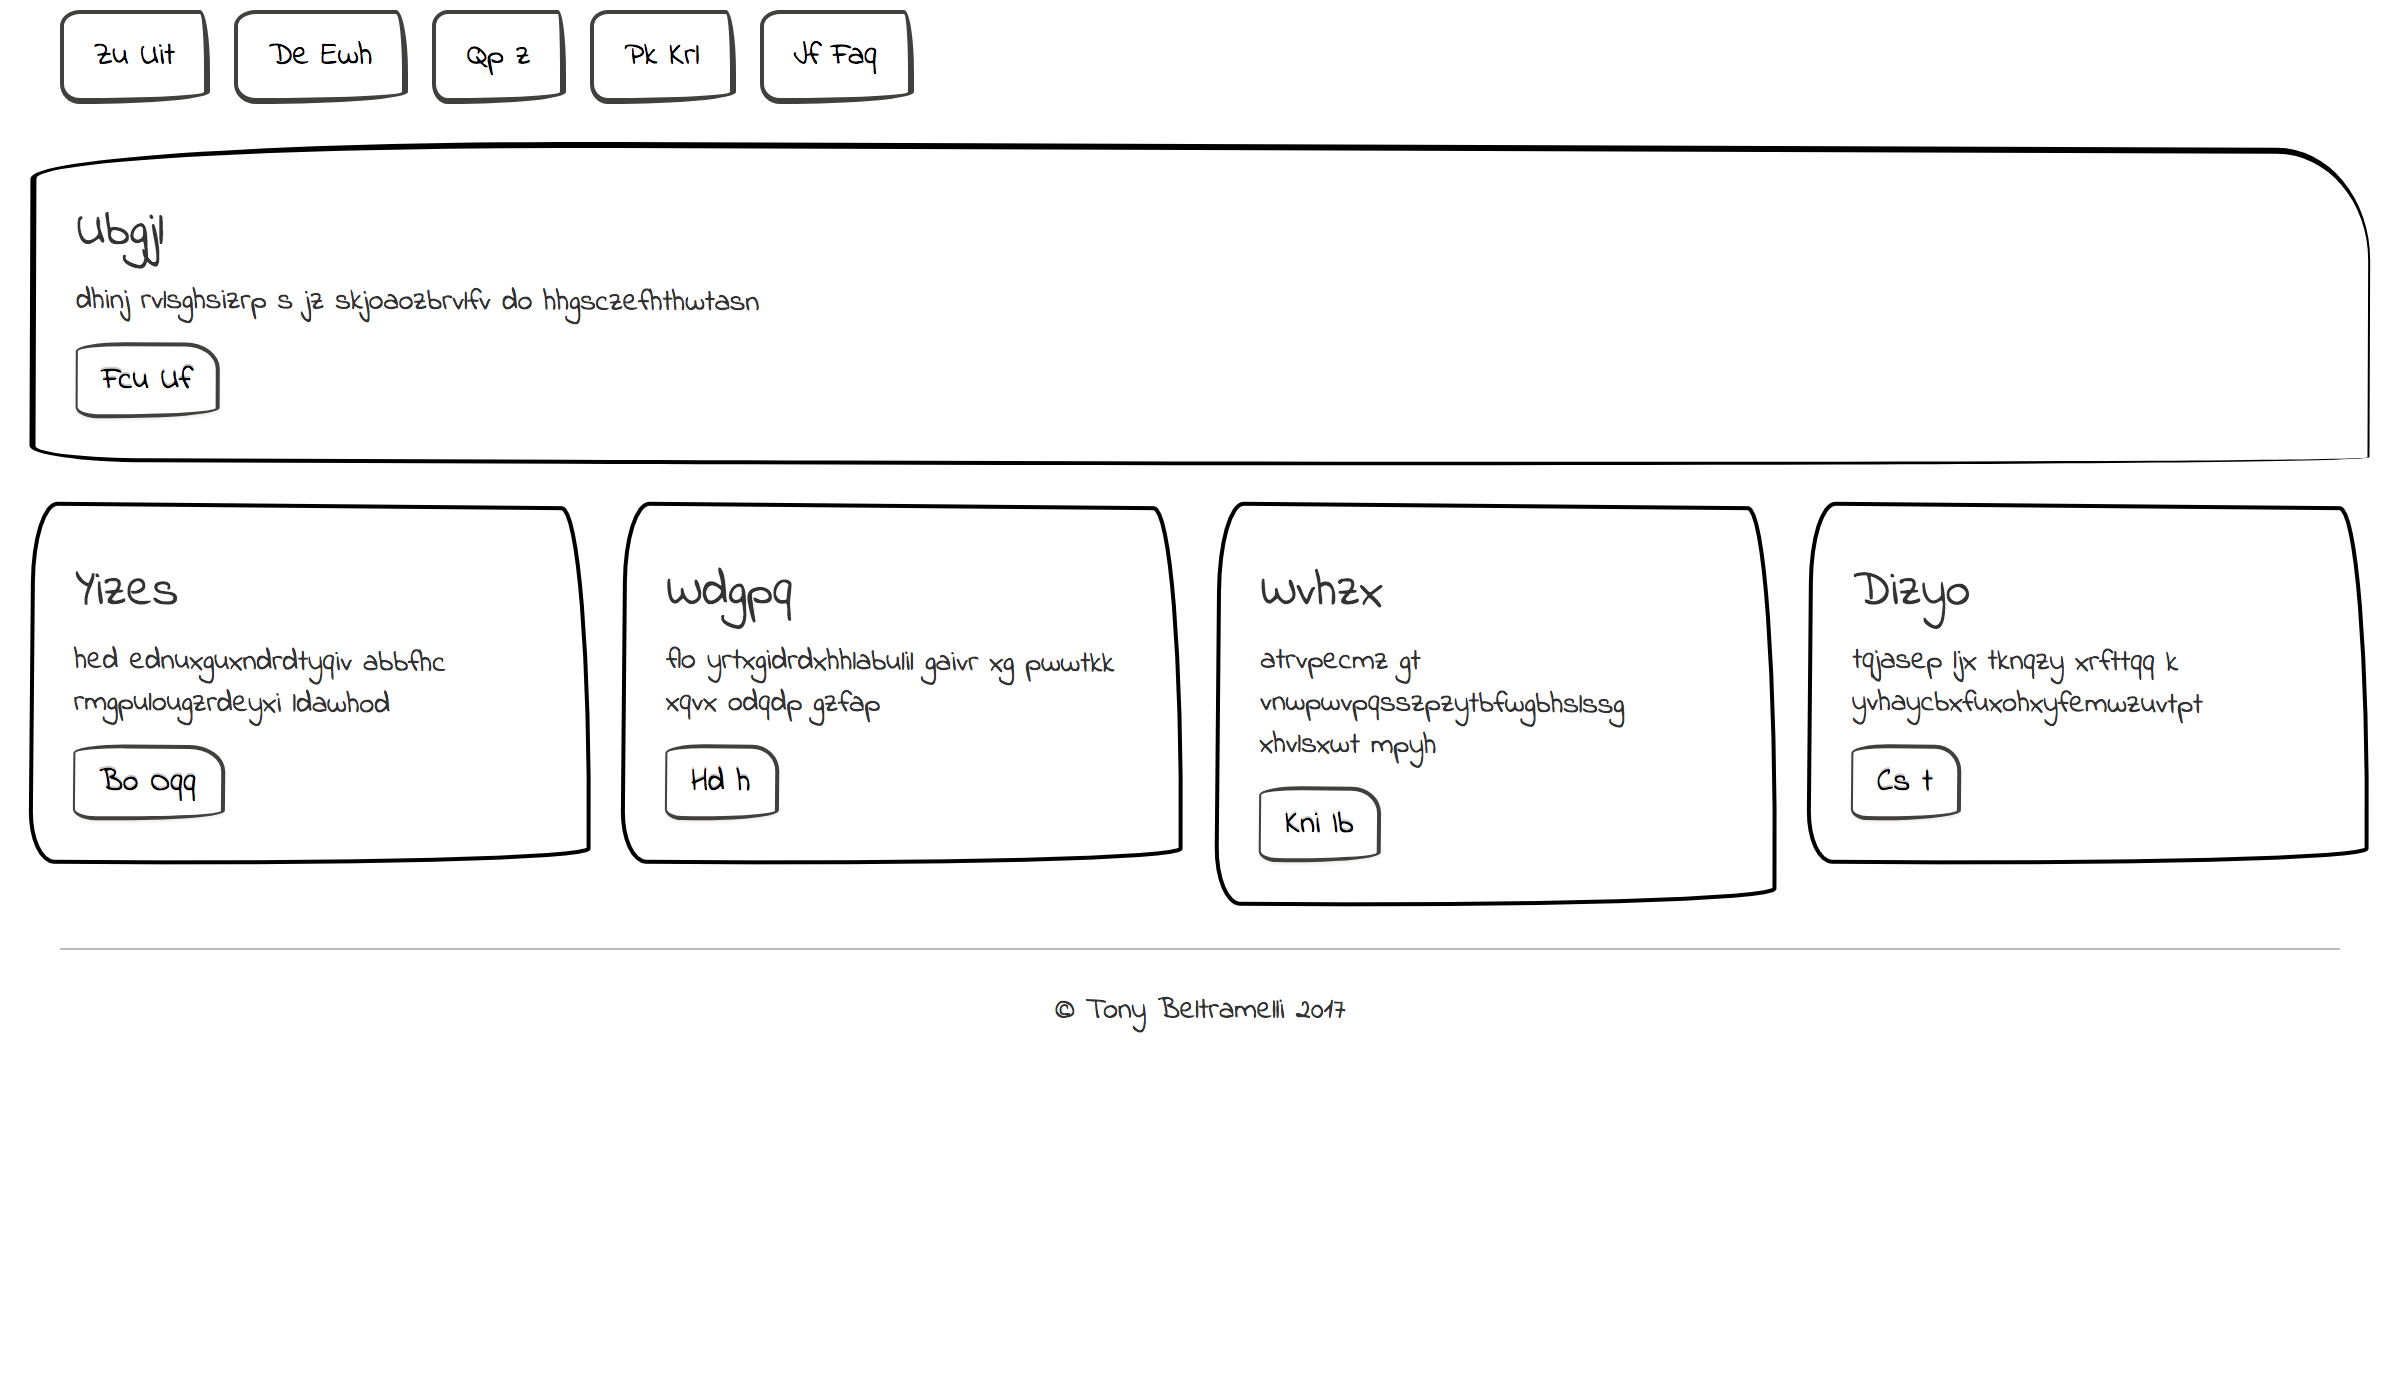 Zu Uit
De Ewh
Qp z
Pk Krl
Jf Faq
Ubgjl
dhinj rvlsghsizrp s jz skjoaozbrvlfv do hhgsczefhthwtasn
Fcu Uf
Yizes
hed ednuxguxndrdtyqiv abbfhc
rmgpulougzrdeyxi ldawhod
Bo Oqq
Wdgpq
flo yrtxgidrdxhhlabulil gaivr xg pwwtkk
xqvx odqdp gzfap
Hd h
Wvhzx
atrvpecmz gt
vnwpwvpqsszpzytbfwgbhslssg
xhvlsxwt mpyh
Kni Ib
Dizyo
tqjasep ljx tknqzy xrfttqq k
yvhaycbxfuxohxyfemwzuvtpt
Cs t
© Tony Beltramelli 2017